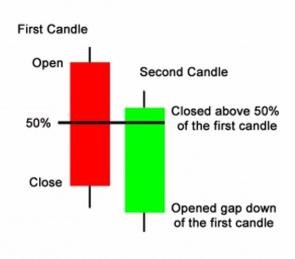 First Candle
Open
Second Candle
Closed above 50%
of the first candle
50%
Close
Opened gap down
of the first candle